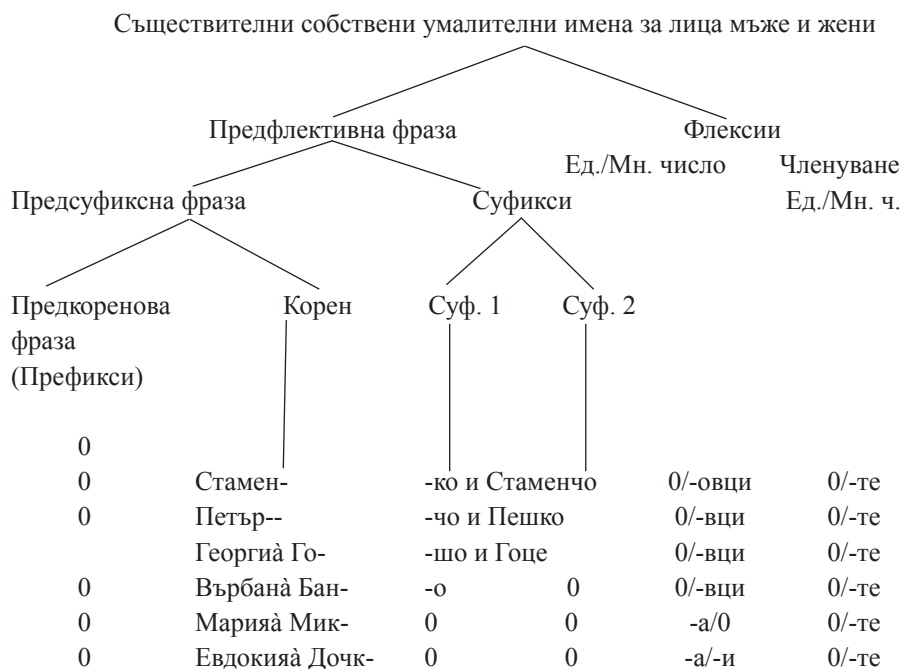 Съществителни собствени умалителни имена за лица мъже и жени
Предфлективна фраза Флексии
Ед./Мн. число Членуване
Предсуфиксна фраза Суфикси Ед./Мн. ч.
Предкоренова Корен Суф. 1 Суф. 2
фраза
(Префикси)
0
0 Стамен- -ко и Стаменчо 0/-овци 0/-те
0 Петър-- -чо и Пешко 0/-вци 0/-те
Георгиà Го- -шо и Гоце 0/-вци 0/-те
0 Върбанà Бан- -о 0 0/-вци 0/-те
0 Марияà Мик- 0 0 -а/0 0/-те
0 Евдокияà Дочк- 0 0 -а/-и 0/-те